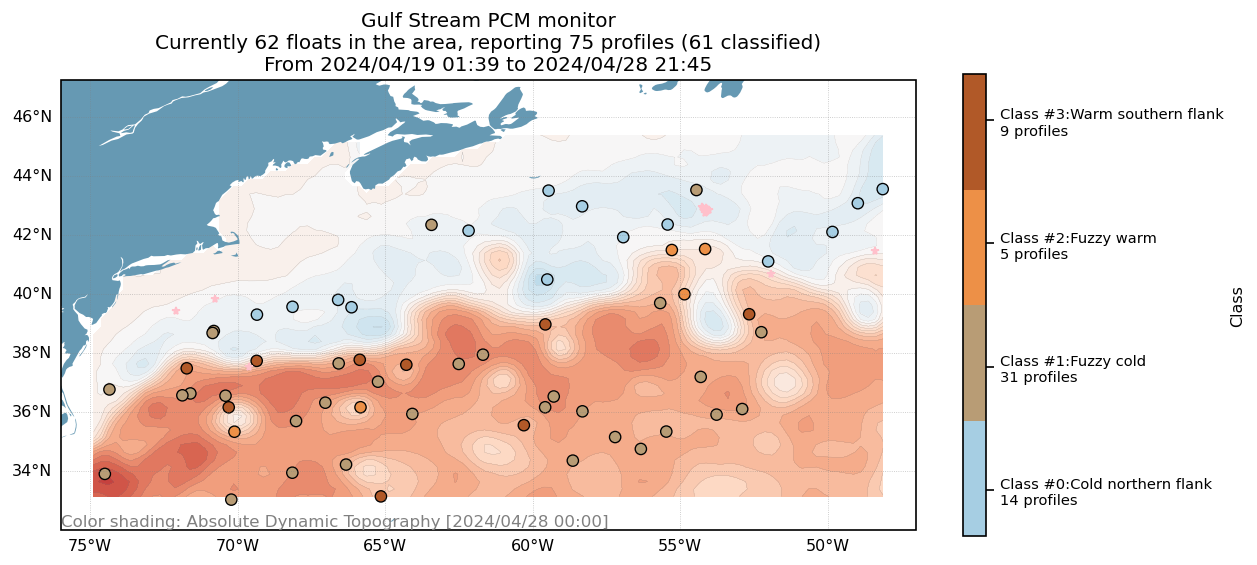 Gulf Stream PCM monitor
Currently 62 floats in the area, reporting 75 profiles (61 classified)
From 2024/04/19 01:39 to 2024/04/28 21:45
46°N
44°N
42°N
40°N
38°N
36°N
34°N
Color shading: Absolute Dynamic Topography [2024/04/28 00:00]
75°W
70°W
65°W
60°W
55°W
50°W
Class #3:Warm southern flank
9 profiles
Class #2:Fuzzy warm
5 profiles
Class #1:Fuzzy cold
31 profiles
Class #0:Cold northern flank
14 profiles
Class